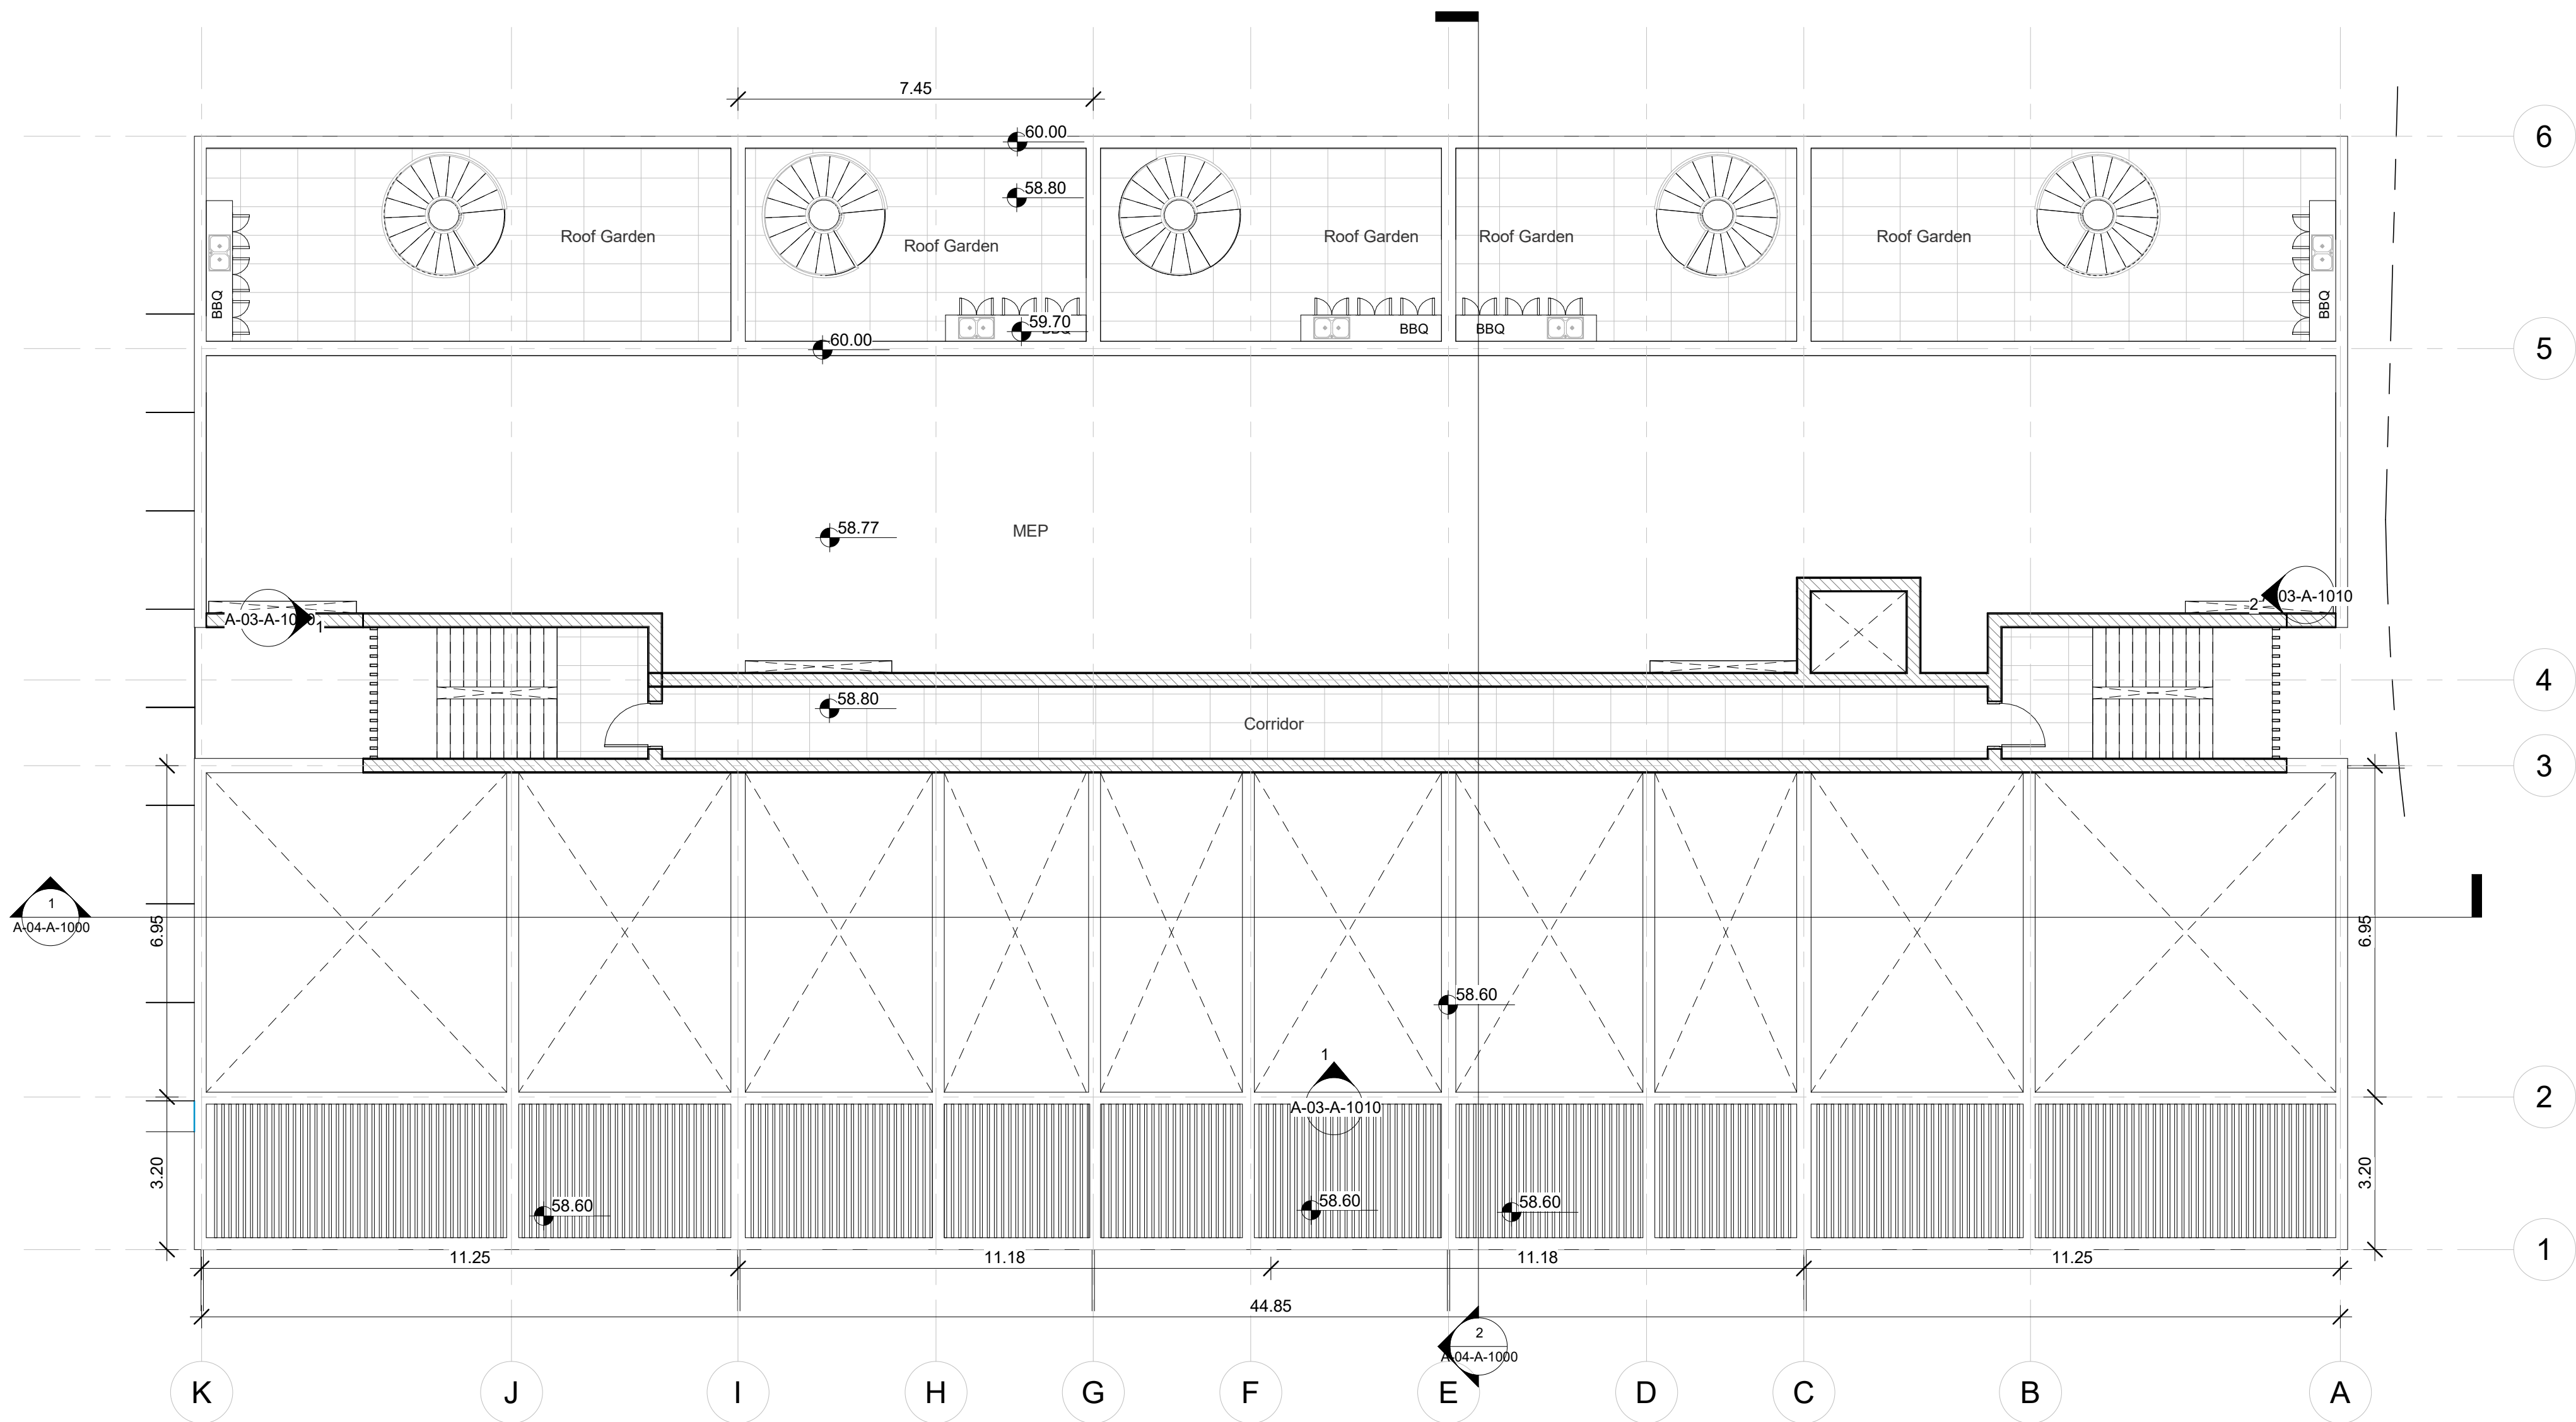 7.45
60.00
6
58.80
Roof Garden
Roof Garden
Roof Garden
Roof Garden
Roof Garden
BBQ
BBQ
59.70
BBQ
BBQ
60.00
5
58.77
MEP
A-03-A-10
1
2
03-A-1010
4
58.80
Corridor
3
1
A-04-A-1000
6.95
6.95
58.60
1
A-03-A-1010
2
3.20
3.20
58.60
58.60
58.60
1
11.25
11.18
11.18
11.25
44.85
2
A-04-A-1000
K
J
I
H
G
F
E
D
C
B
A